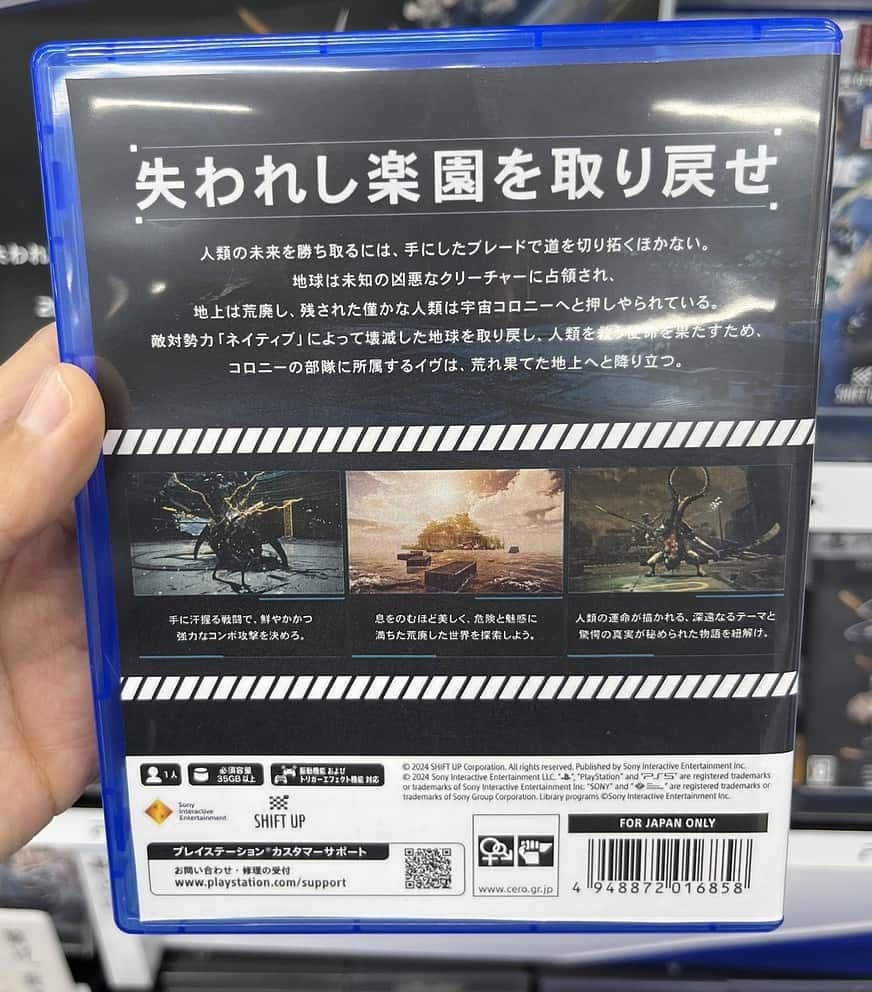 失われし楽園を取り戻せ
人類の未来を勝ち取るには、手にしたブレードで道を切り拓くほかない。
地球は未知の凶悪なクリーチャーに占領され、
地上は荒廃し、残された僅かな人類は宇宙コロニーへと押しやられている。
敵対勢力「ネイティブ」によって壊滅した地球を取り戻し、人類を救う使命を果たすため、
コロニーの部隊に所属するイヴは、荒れ果てた地上へと降り立つ。
手に汗握る戦闘で、鮮やかかつ
強力なコンボ攻撃を決めろ。
息をのむほど美しく、危険と魅惑に
満ちた荒廃した世界を探索しよう。
人類の運命が描かれる、深遠なるテーマと
驚愕の真実が秘められた物語を紐解け。
1人
必須容量
35GB以上
振動機能 および
トリガーエフェクト機能 対応
© 2024 SHIFT UP Corporation. All rights reserved. Published by Sony Interactive Entertainment Inc.
© 2024 Sony Interactive Entertainment LLC. " ", "PlayStation" and "PS5" are registered trademarks
or trademarks of Sony Interactive Entertainment Inc. "SONY" and " " are registered trademarks or
trademarks of Sony Group Corporation. Library programs ©Sony Interactive Entertainment Inc.
Sony
Interactive
Entertainment
SHIFT UP
FOR JAPAN ONLY
プレイステーション®カスタマーサポート
お問い合わせ・修理の受付
www.playstation.com/support
www.cero.gr.jp
4 948872 016858